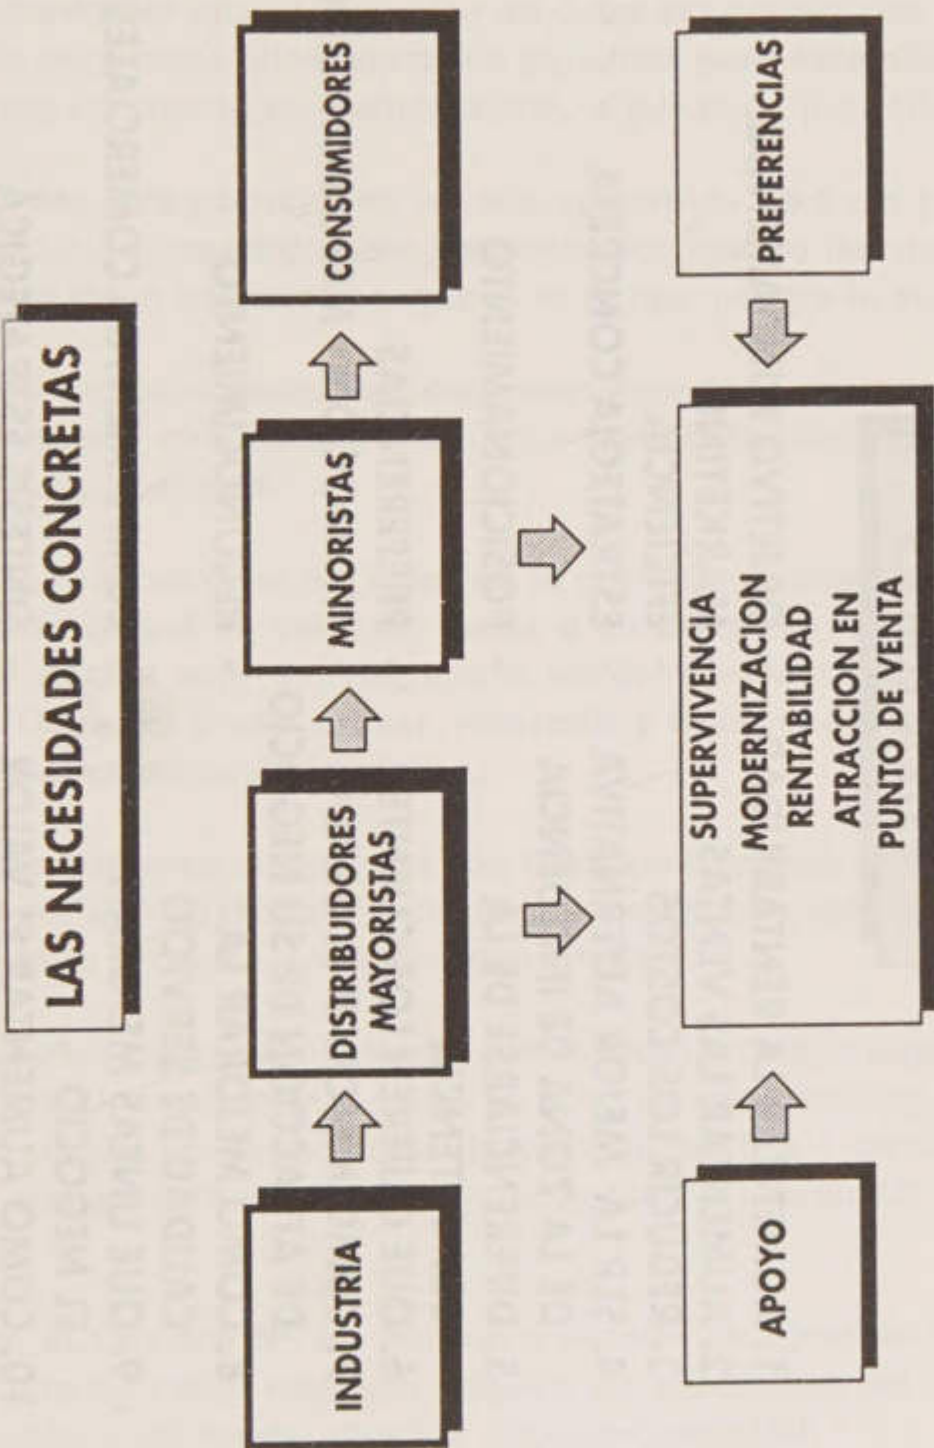 LAS NECESIDADES CONCRETAS
INDUSTRIA
DISTRIBUIDORES
MAYORISTAS
MINORISTAS
CONSUMIDORES
APOYO
SUPERVIVENCIA
MODERNIZACION
RENTABILIDAD
ATRACCION EN
PUNTO DE VENTA
PREFERENCIAS